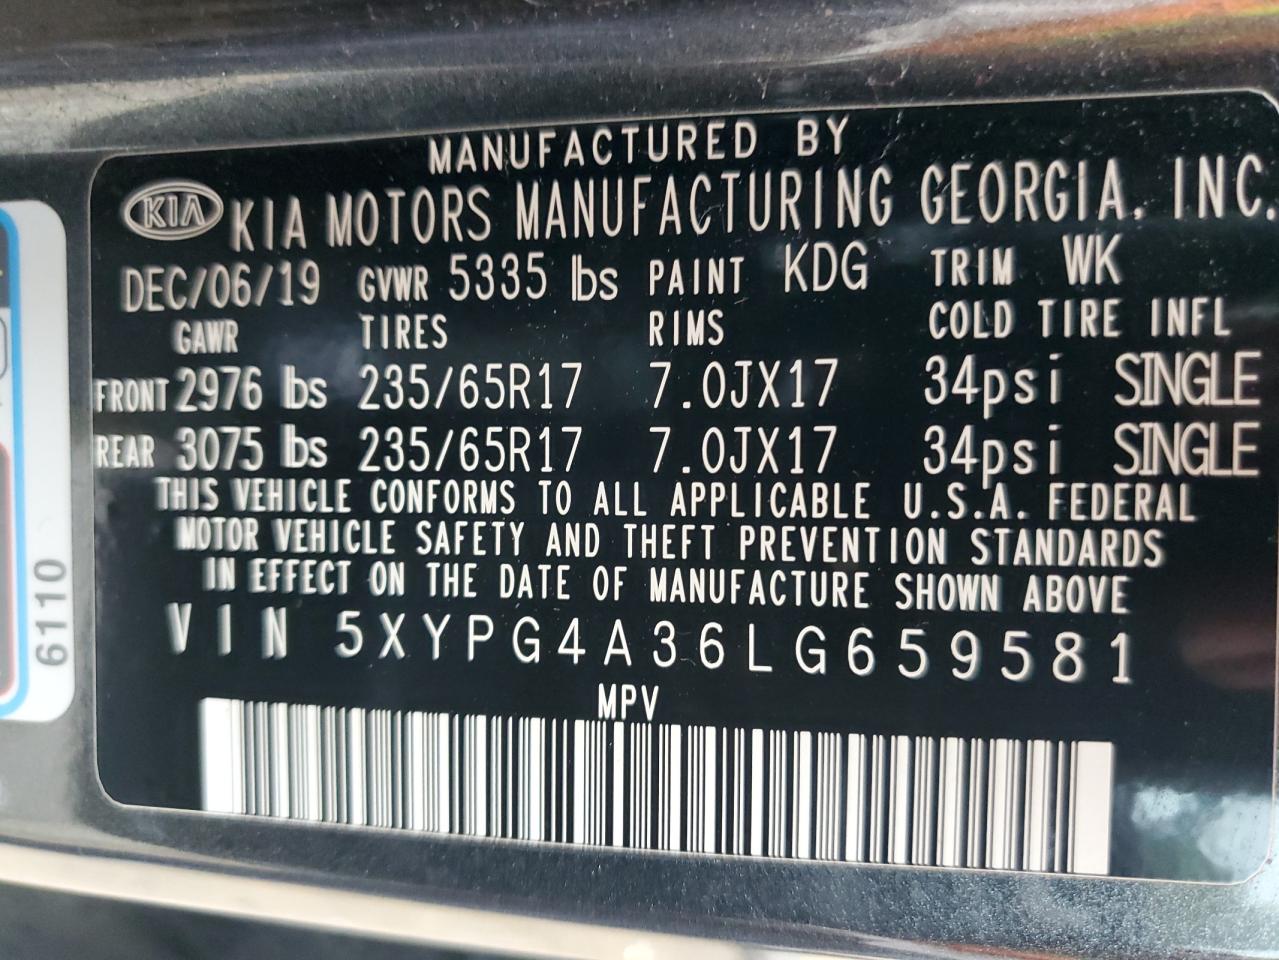 MANUFACTURED BY
KIA KIA MOTORS MANUFACTURING GEORGIA, INC.
DEC/06/19 GVWR 5335 lbs PAINT KDG TRIM WK
GAWR TIRES RIMS COLD TIRE INFL
FRONT 2976 lbs 235/65R17 7.0JX17 34psi SINGLE
REAR 3075 lbs 235/65R17 7.0JX17 34psi SINGLE
THIS VEHICLE CONFORMS TO ALL APPLICABLE U.S.A. FEDERAL
MOTOR VEHICLE SAFETY AND THEFT PREVENTION STANDARDS
IN EFFECT ON THE DATE OF MANUFACTURE SHOWN ABOVE
VIN 5XYPG4A36LG659581
MPV
6110